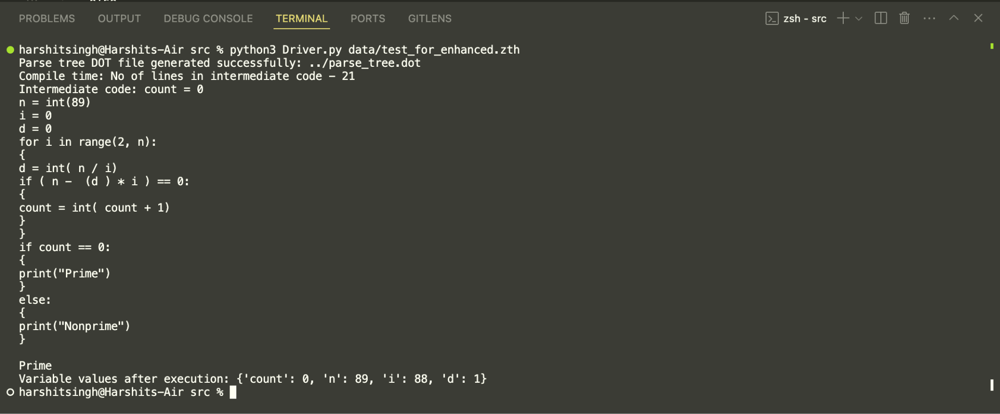 PROBLEMS OUTPUT DEBUG CONSOLE TERMINAL PORTS GITLENS zsh - src
harshitsingh@Harshits-Air src % python3 Driver.py data/test_for_enhanced.zth
Parse tree DOT file generated successfully: ../parse_tree.dot
Compile time: No of lines in intermediate code - 21
Intermediate code: count = 0
n = int(89)
i = 0
d = 0
for i in range(2, n):
{
d = int( n / i)
if ( n -  (d ) * i ) == 0:
{
count = int( count + 1)
}
}
if count == 0:
{
print("Prime")
}
else:
{
print("Nonprime")
}
Prime
Variable values after execution: {'count': 0, 'n': 89, 'i': 88, 'd': 1}
harshitsingh@Harshits-Air src %